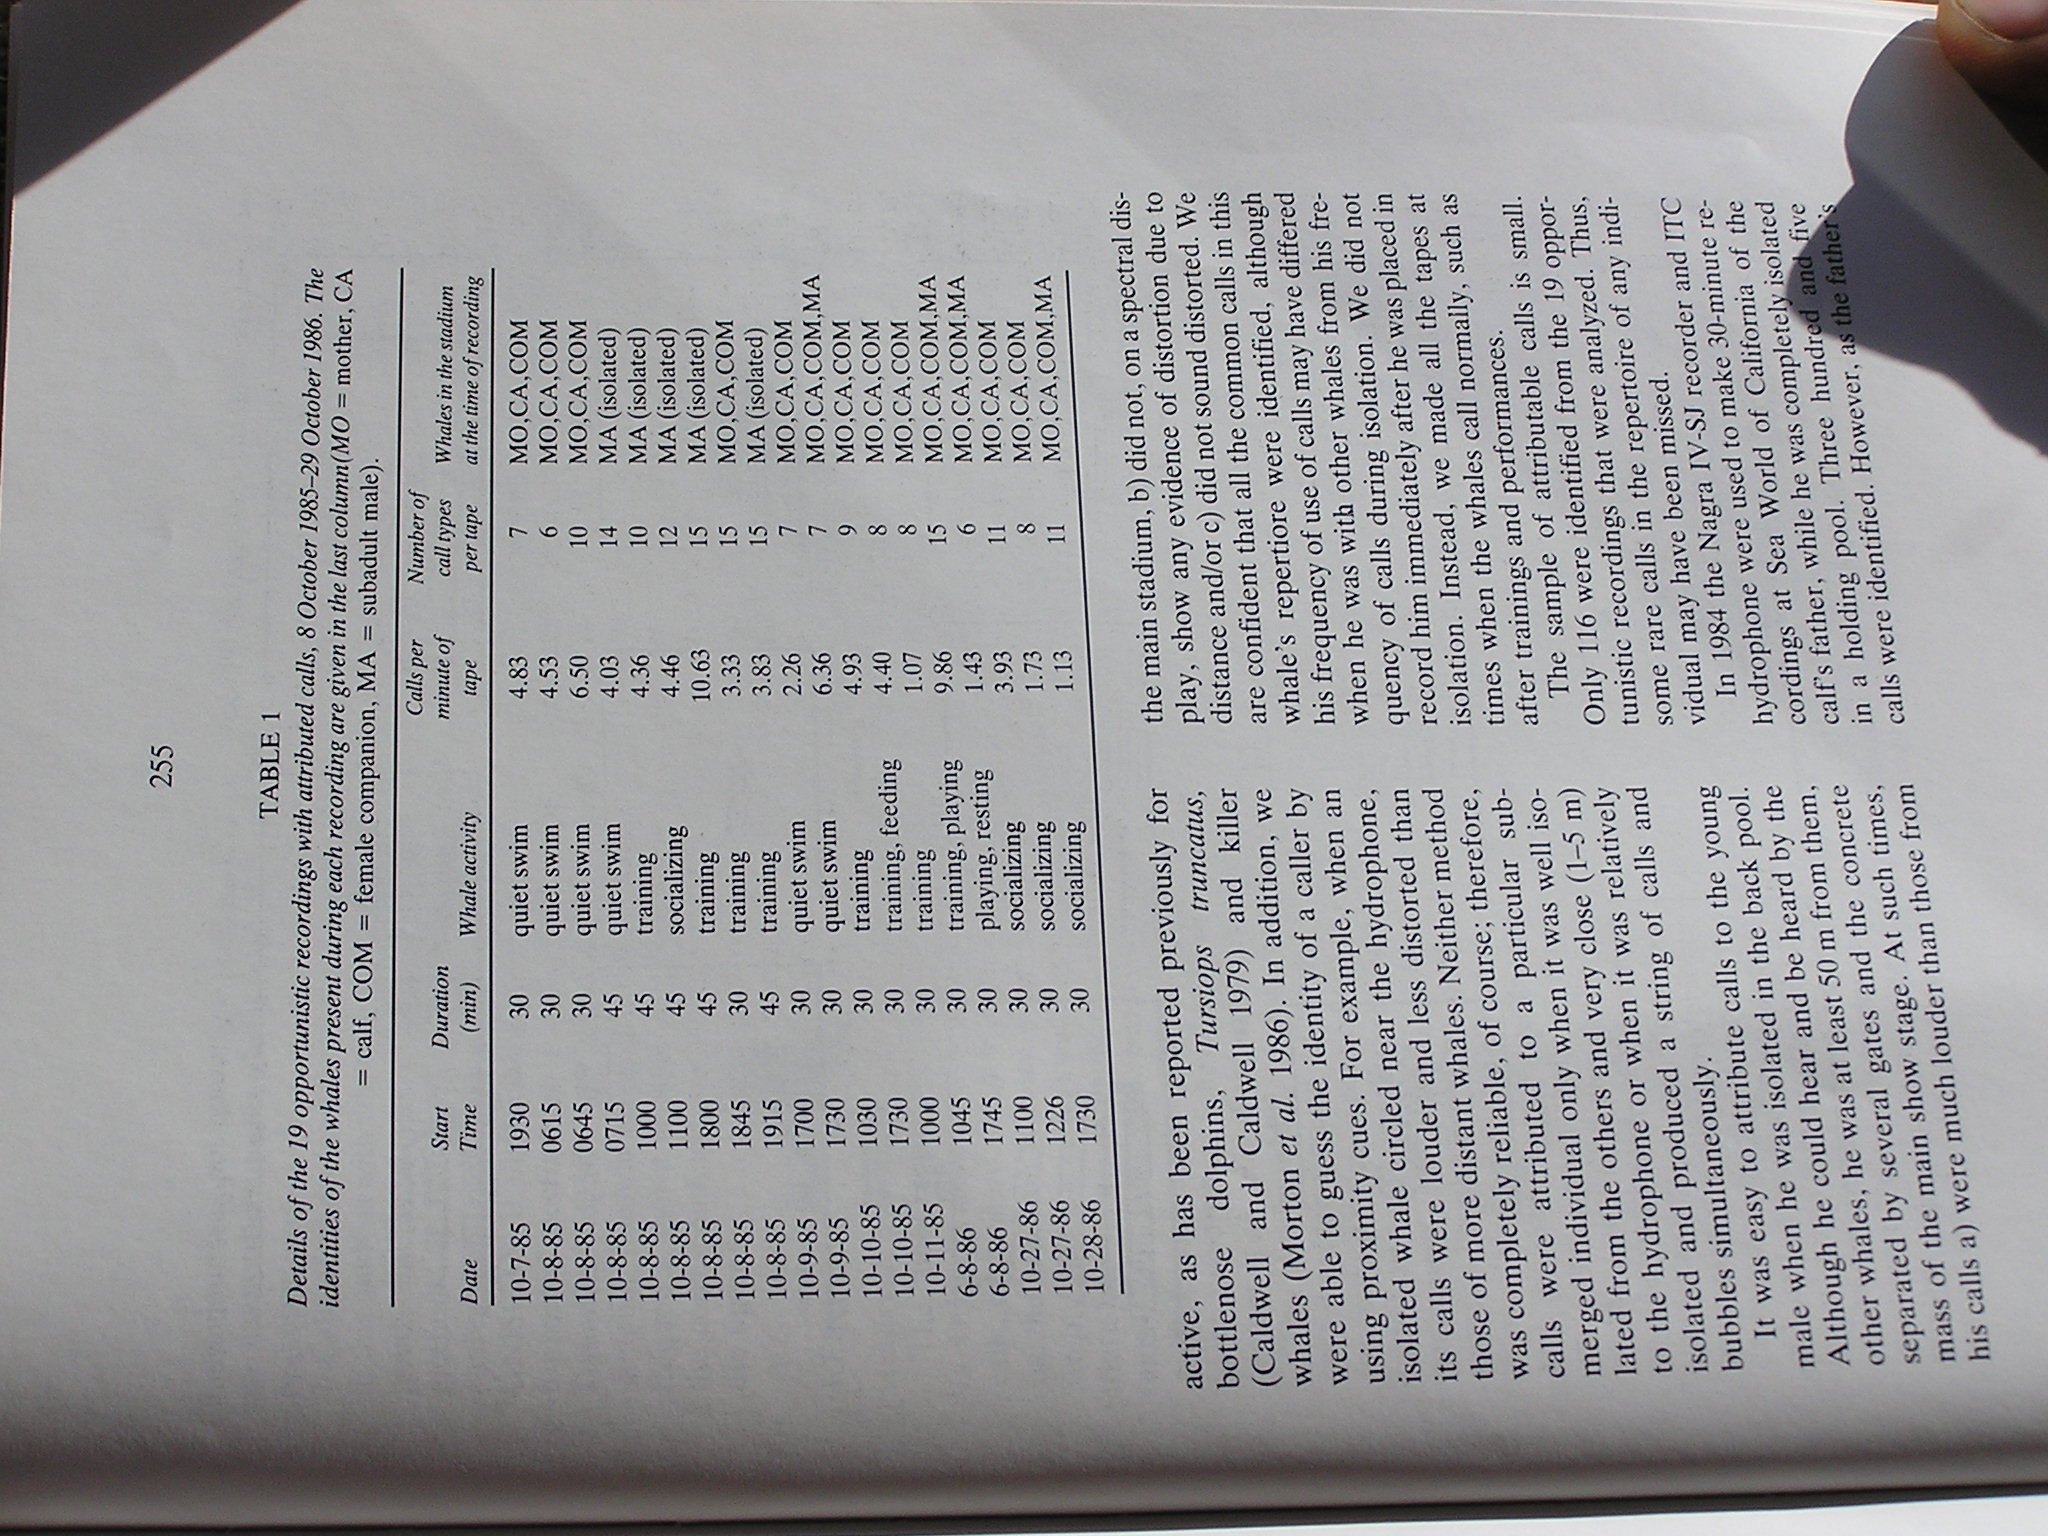 255
TABLE 1
Details of the 19 opportunistic recordings with attributed calls, 8 October 1985–29 October 1986. The
identities of the whales present during each recording are given in the last column(MO = mother, CA
= calf, COM = female companion, MA = subadult male).
Date Start Time Duration (min) Whale activity Calls per minute of tape Number of call types per tape Whales in the stadium at the time of recording
10-7-85 1930 30 quiet swim 4.83 7 MO,CA,COM
10-8-85 0615 30 quiet swim 4.53 6 MO,CA,COM
10-8-85 0645 30 quiet swim 6.50 10 MO,CA,COM
10-8-85 0715 45 quiet swim 4.03 14 MA (isolated)
10-8-85 1000 45 training 4.36 10 MA (isolated)
10-8-85 1100 45 socializing 4.46 12 MA (isolated)
10-8-85 1800 45 training 10.63 15 MA (isolated)
10-8-85 1845 30 training 3.33 15 MO,CA,COM
10-8-85 1915 45 training 3.83 15 MA (isolated)
10-9-85 1700 30 quiet swim 2.26 7 MO,CA,COM
10-9-85 1730 30 quiet swim 6.36 7 MO,CA,COM,MA
10-10-85 1030 30 training 4.93 9 MO,CA,COM
10-10-85 1730 30 training, feeding 4.40 8 MO,CA,COM
10-11-85 1000 30 training 1.07 8 MO,CA,COM
6-8-86 1045 30 training, playing 9.86 15 MO,CA,COM,MA
6-8-86 1745 30 playing, resting 1.43 6 MO,CA,COM,MA
10-27-86 1100 30 socializing 3.93 11 MO,CA,COM
10-27-86 1226 30 socializing 1.73 8 MO,CA,COM
10-28-86 1730 30 socializing 1.13 11 MO,CA,COM,MA
active, as has been reported previously for
bottlenose dolphins, Tursiops truncatus,
(Caldwell and Caldwell 1979) and killer
whales (Morton et al. 1986). In addition, we
were able to guess the identity of a caller by
using proximity cues. For example, when an
isolated whale circled near the hydrophone,
its calls were louder and less distorted than
those of more distant whales. Neither method
was completely reliable, of course; therefore,
calls were attributed to a particular sub-
merged individual only when it was well iso-
lated from the others and very close (1–5 m)
to the hydrophone or when it was relatively
isolated and produced a string of calls and
bubbles simultaneously.
It was easy to attribute calls to the young
male when he was isolated in the back pool.
Although he could hear and be heard by the
other whales, he was at least 50 m from them,
separated by several gates and the concrete
mass of the main show stage. At such times,
his calls a) were much louder than those from
the main stadium, b) did not, on a spectral dis-
play, show any evidence of distortion due to
distance and/or c) did not sound distorted. We
are confident that all the common calls in this
whale's repertiore were identified, although
his frequency of use of calls may have differed
when he was with other whales from his fre-
quency of calls during isolation. We did not
record him immediately after he was placed in
isolation. Instead, we made all the tapes at
times when the whales call normally, such as
after trainings and performances.
The sample of attributable calls is small.
Only 116 were identified from the 19 oppor-
tunistic recordings that were analyzed. Thus,
some rare calls in the repertoire of any indi-
vidual may have been missed.
In 1984 the Nagra IV-SJ recorder and ITC
hydrophone were used to make 30-minute re-
cordings at Sea World of California of the
calf's father, while he was completely isolated
in a holding pool. Three hundred and five
calls were identified. However, as the father's